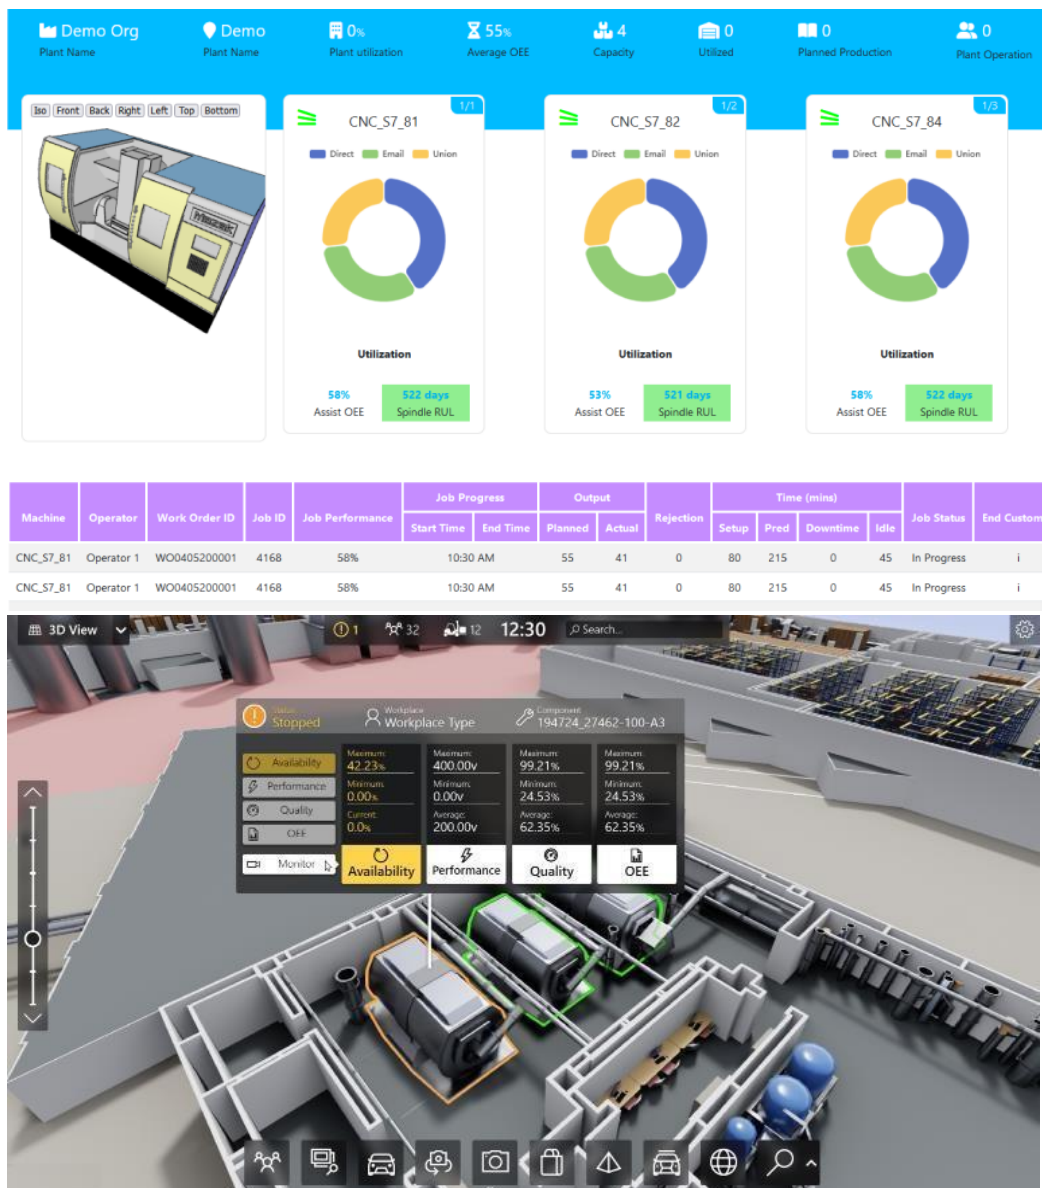 Demo Org
Plant Name
Demo
Plant Name
0%
Plant utilization
55%
Average OEE
4
Capacity
0
Utilized
0
Planned Production
0
Plant Operation
Iso Front Back Right Left Top Bottom
Mazak
1/1
CNC_S7_81
Direct Email Union
Utilization
58%
Assist OEE
522 days
Spindle RUL
1/2
CNC_S7_82
Direct Email Union
Utilization
53%
Assist OEE
521 days
Spindle RUL
1/3
CNC_S7_84
Direct Email Union
Utilization
58%
Assist OEE
522 days
Spindle RUL
Machine Operator Work Order ID Job ID Job Performance Job Progress Output Rejection Time (mins) Job Status End Custom
Start Time End Time Planned Actual Setup Pred Downtime Idle
CNC_S7_81 Operator 1 WO0405200001 4168 58% 10:30 AM 55 41 0 80 215 0 45 In Progress i
CNC_S7_81 Operator 1 WO0405200001 4168 58% 10:30 AM 55 41 0 80 215 0 45 In Progress i
3D View 1 32 12 12:30 Search...
Status
Stopped
Workplace
Workplace Type
Component
194724_27462-100-A3
Availability
Performance
Quality
OEE
Monitor
Maximum:
42.23%
Minimum:
0.00%
Current:
0.0%
Availability
Maximum:
400.00v
Minimum:
0.00v
Average:
200.00v
Performance
Maximum:
99.21%
Minimum:
24.53%
Average:
62.35%
Quality
Maximum:
99.21%
Minimum:
24.53%
Average:
62.35%
OEE